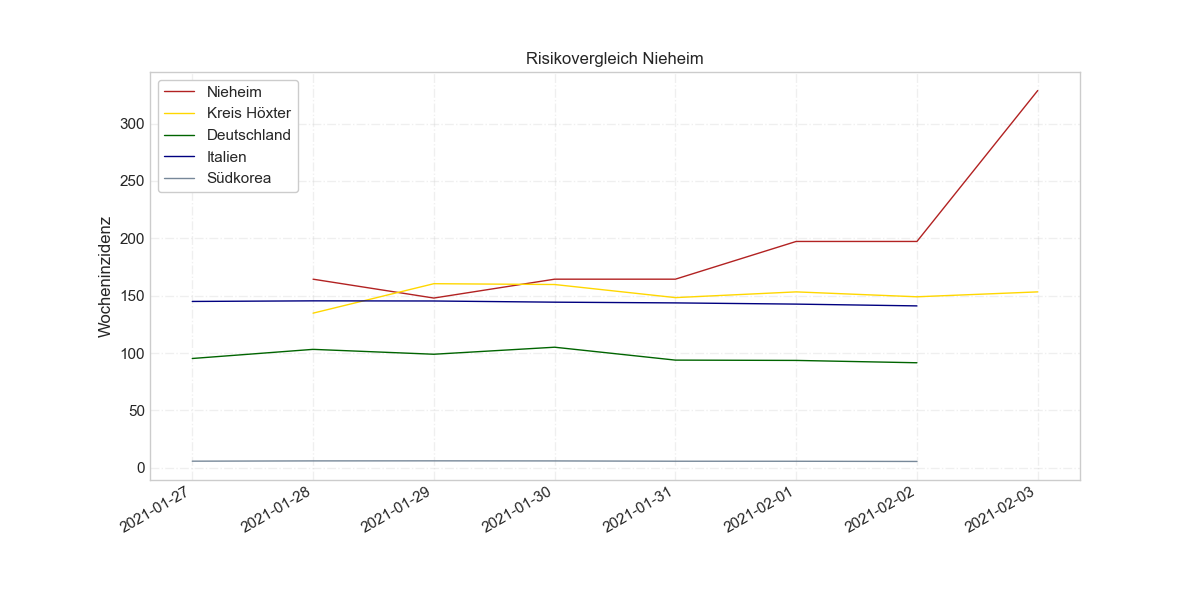 Risikovergleich Nieheim
Nieheim
Kreis Höxter
Deutschland
Italien
Südkorea
Wocheninzidenz
300
250
200
150
100
50
0
2021-01-27
2021-01-28
2021-01-29
2021-01-30
2021-01-31
2021-02-01
2021-02-02
2021-02-03